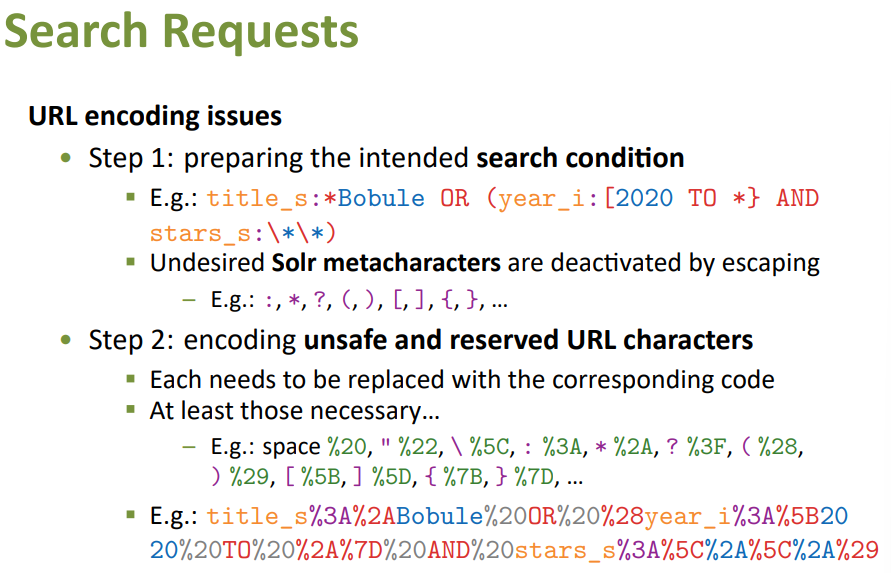 Search Requests
URL encoding issues
• Step 1: preparing the intended search condition
▪ E.g.: title_s:*Bobule OR (year_i:[2020 TO *} AND
stars_s:\*\*)
▪ Undesired Solr metacharacters are deactivated by escaping
– E.g.: :, *, ?, (, ), [, ], {, }, …
• Step 2: encoding unsafe and reserved URL characters
▪ Each needs to be replaced with the corresponding code
▪ At least those necessary…
– E.g.: space %20, " %22, \ %5C, : %3A, * %2A, ? %3F, ( %28,
) %29, [ %5B, ] %5D, { %7B, } %7D, …
▪ E.g.: title_s%3A%2ABobule%20OR%20%28year_i%3A%5B20
20%20TO%20%2A%7D%20AND%20stars_s%3A%5C%2A%5C%2A%29